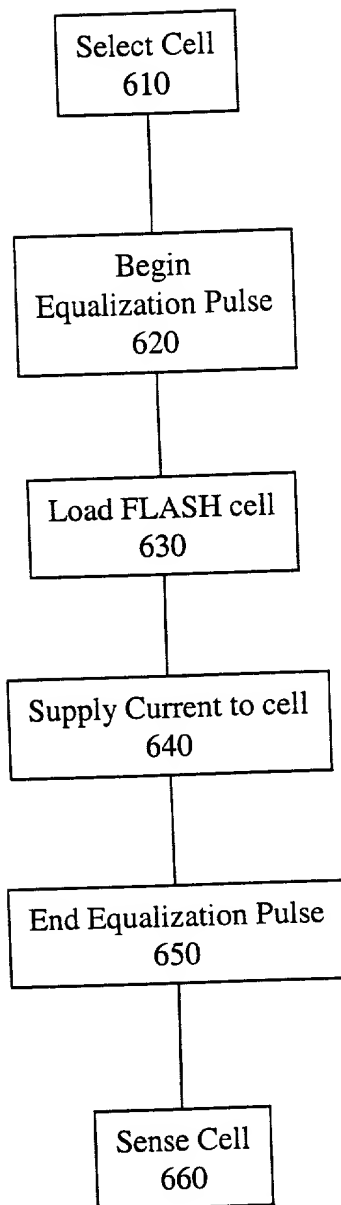 Select Cell
610
Begin
Equalization Pulse
620
Load FLASH cell
630
Supply Current to cell
640
End Equalization Pulse
650
Sense Cell
660